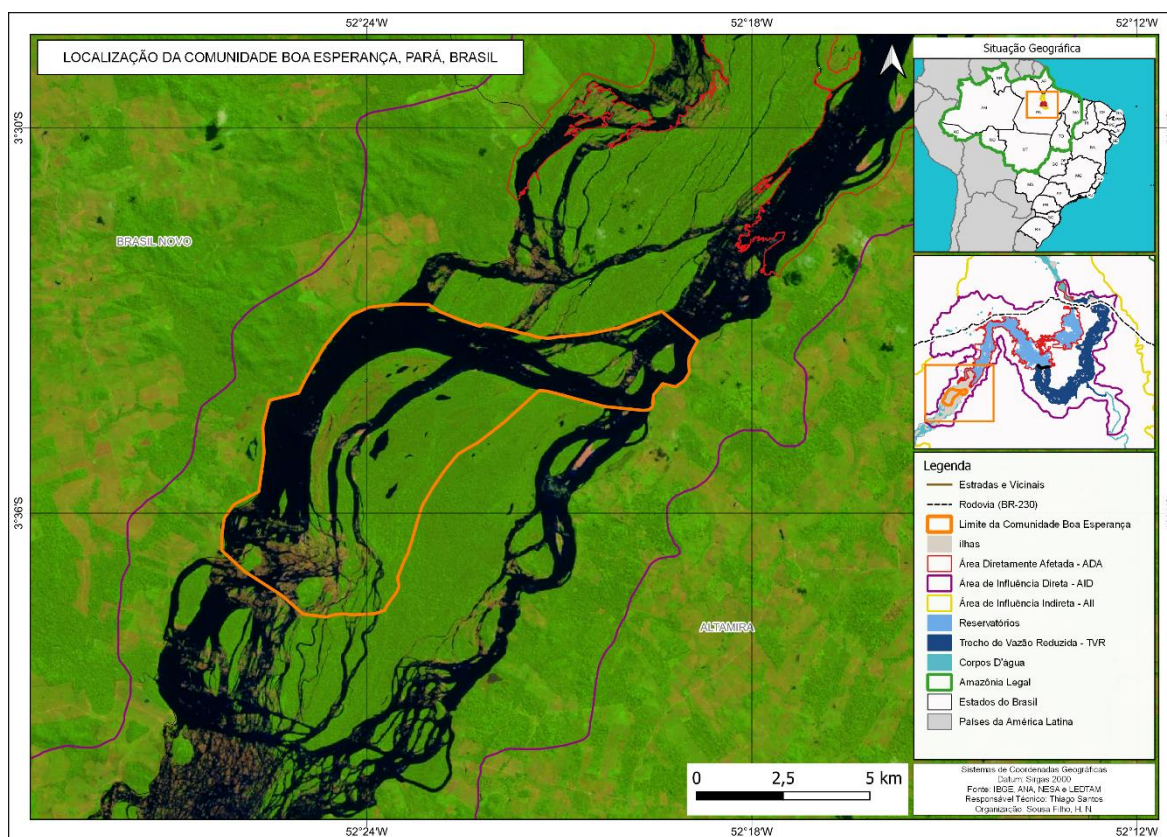 52°24'W
52°18'W
52°12'W
LOCALIZAÇÃO DA COMUNIDADE BOA ESPERANÇA, PARÁ, BRASIL
Situação Geográfica
3°30'S
BRASIL NOVO
3°36'S
ALTAMIRA
Legenda
Estradas e Vicinais
Rodovia (BR-230)
Limite da Comunidade Boa Esperança
ilhas
Área Diretamente Afetada - ADA
Área de Influência Direta - AID
Área de Influência Indireta - AII
Reservatórios
Trecho de Vazão Reduzida - TVR
Corpos D'água
Amazônia Legal
Estados do Brasil
Países da América Latina
0 2,5 5 km
Sistemas de Coordenadas Geográficas
Datum: Sirgas 2000
Fonte: IBGE, ANA, NESA e LEDTAM
Responsável Técnico: Thiago Santos
Organização: Sousa Filho, H. N.
52°24'W
52°18'W
52°12'W